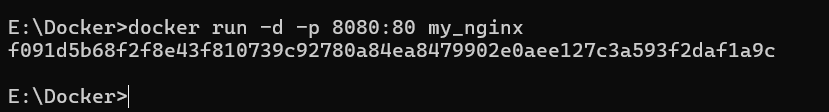 E:\Docker>docker run -d -p 8080:80 my_nginx
f091d5b68f2f8e43f810739c92780a84ea8479902e0aee127c3a593f2daf1a9c
E:\Docker>